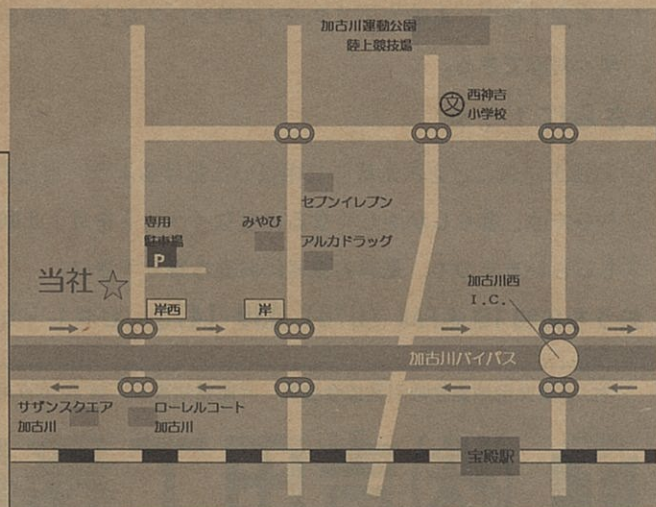 加古川運動公園
陸上競技場
西神吉
小学校
文
セブンイレブン
専用
駐車場
P
みやび
アルカドラッグ
当社
加古川西
I.C.
岸西
岸
加古川バイパス
サザンスクエア
加古川
ローレルコート
加古川
宝殿駅